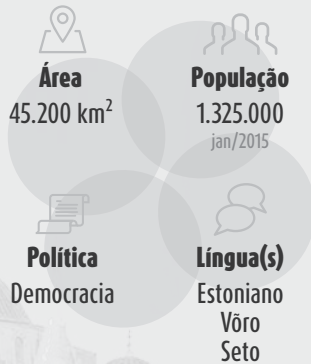 Área
45.200 km²
População
1.325.000
jan/2015
Política
Democracia
Língua(s)
Estoniano
Võro
Seto